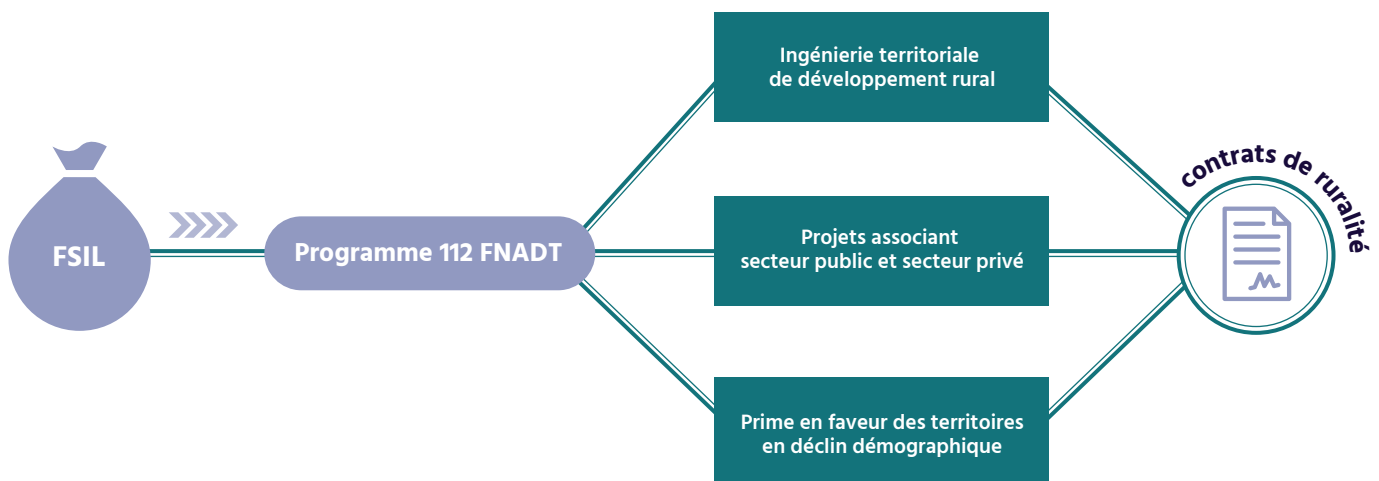 FSIL
Programme 112 FNADT
Ingénierie territoriale
de développement rural
Projets associant
secteur public et secteur privé
Prime en faveur des territoires
en déclin démographique
contrats de ruralité